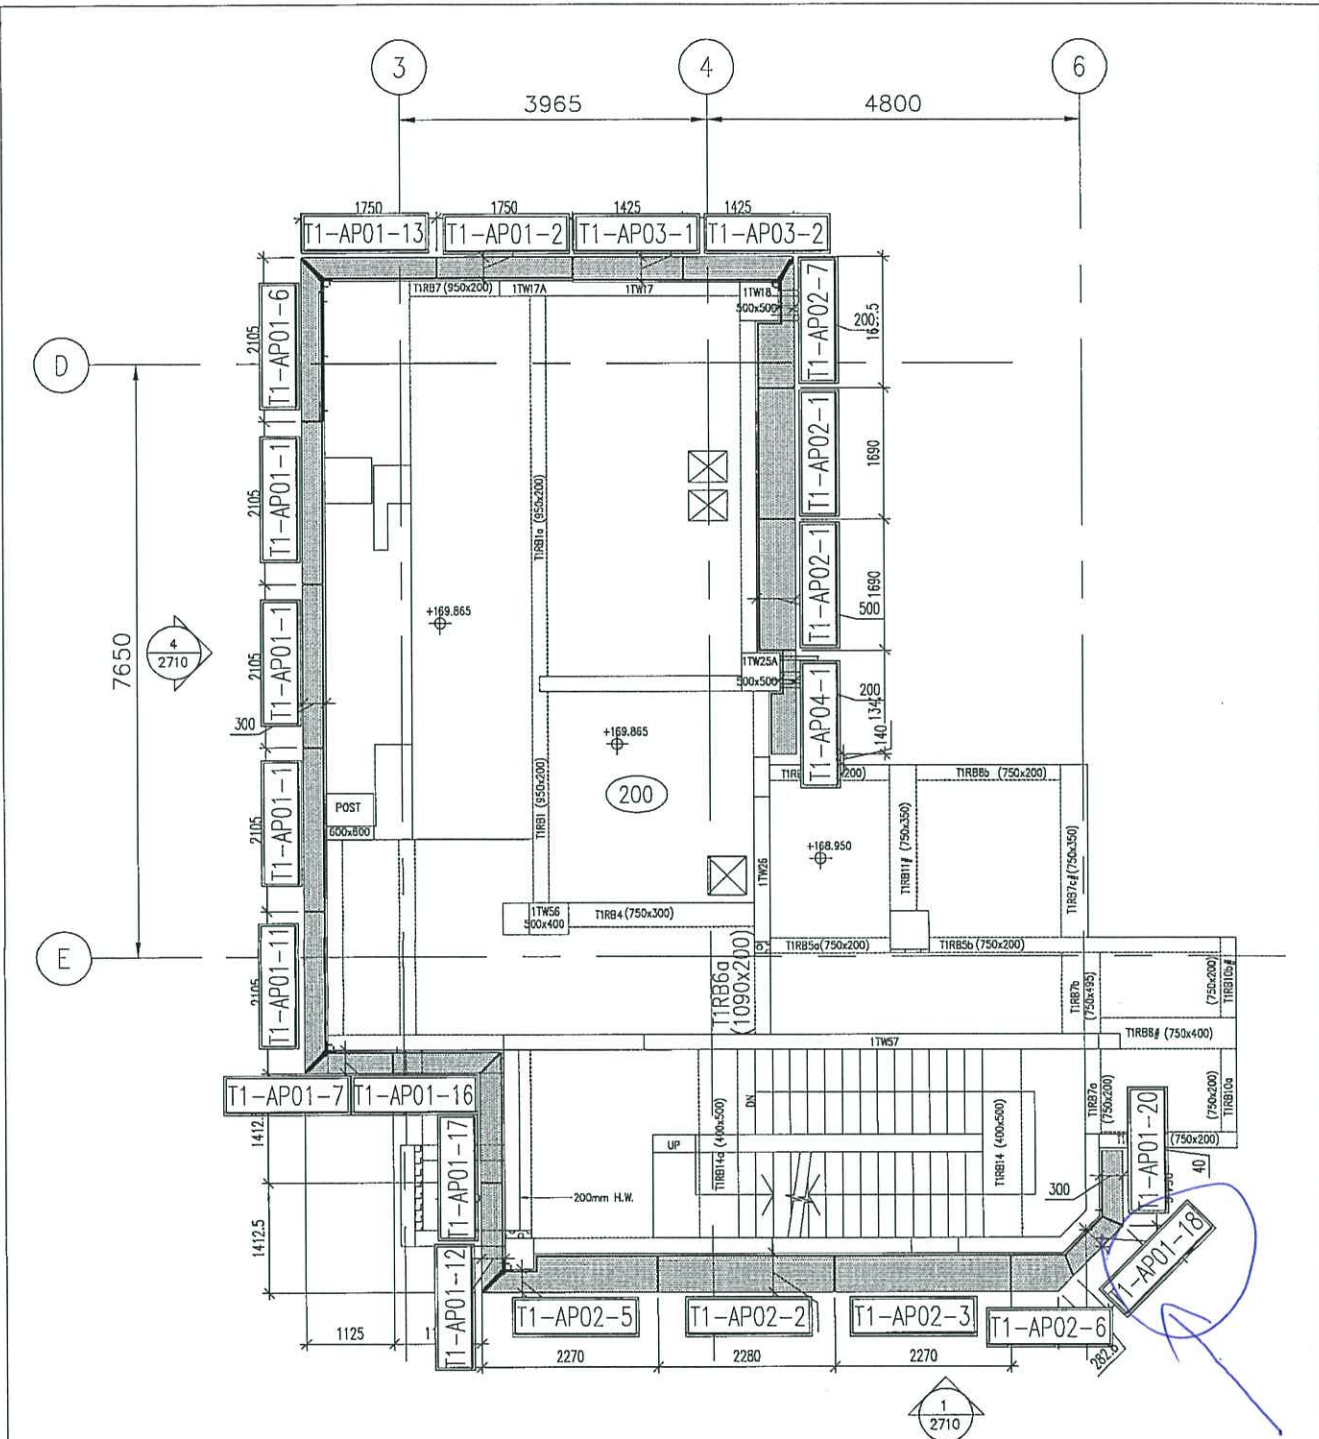 3
4
6
3965
4800
1750
1750
1425
1425
T1-AP01-13
T1-AP01-2
T1-AP03-1
T1-AP03-2
T1RB7 (950x200)
1TW17A
1TW17
1TW18
500x500
T1-AP01-6
2105
T1-AP02-7
200
D
T1-AP01-1
2105
T1-AP02-1
1690
T1RB1a (950x200)
T1-AP02-1
1690
500
7650
4
2710
T1-AP01-1
2105
300
+169.865
1TW25A
500x500
T1-AP04-1
200
140
+169.865
200
T1RB8b (750x200)
T1-AP01-1
2105
POST
600x800
T1RB1 (950x200)
+168.950
1TW26
T1RB11# (750x350)
T1RB7c#(750x350)
1TW56
500x400
T1RB4 (750x300)
T1RB5a(750x200)
T1RB5b (750x200)
E
T1-AP01-11
2105
T1RB6a
(1090x200)
T1RB7b
(750x495)
(750x200)
T1RB10b#
T1RB8# (750x400)
1TW57
T1-AP01-7
T1-AP01-16
T1RB7a
(750x200)
(750x200)
T1RB10a
T1-AP01-20
(750x200)
40
DN
UP
T1RB14a (400x500)
T1RB14 (400x500)
300
T1-AP01-17
200mm H.W.
1412.5
T1-AP01-12
T1-AP01-18
T1-AP02-5
T1-AP02-2
T1-AP02-3
T1-AP02-6
1125
2270
2280
2270
1
2710